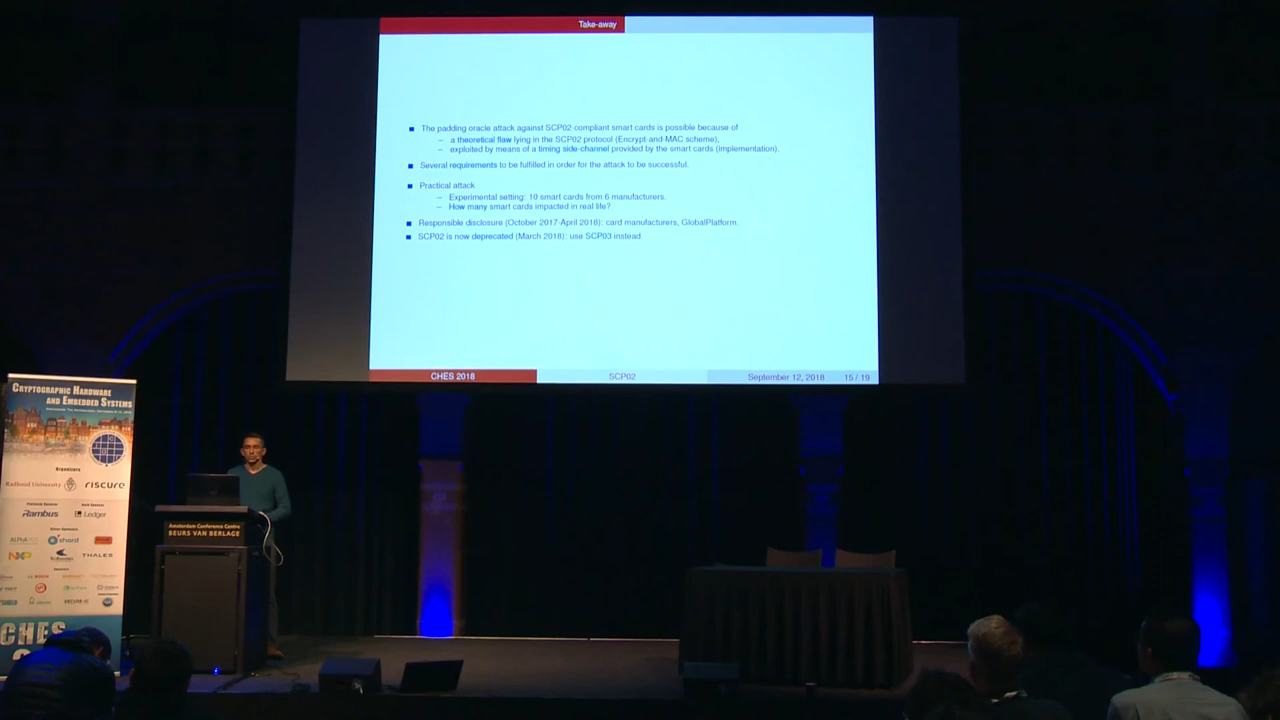 Take-away
The padding oracle attack against SCP02-compliant smart cards is possible because of
– a theoretical flaw lying in the SCP02 protocol (Encrypt-and-MAC scheme),
– exploited by means of a timing side-channel provided by the smart cards (implementation).
Several requirements to be fulfilled in order for the attack to be successful.
Practical attack
– Experimental setting: 10 smart cards from 6 manufacturers.
– How many smart cards impacted in real life?
Responsible disclosure (October 2017-April 2018): card manufacturers, GlobalPlatform.
SCP02 is now deprecated (March 2018): use SCP03 instead.
CHES 2018 SCP02 September 12, 2018 15 / 19
CRYPTOGRAPHIC HARDWARE
AND EMBEDDED SYSTEMS
Organizers
Radboud University riscure
Rambus Ledger
NXP THALES
CHES
Amsterdam Conference Centre
BEURS VAN BERLAGE